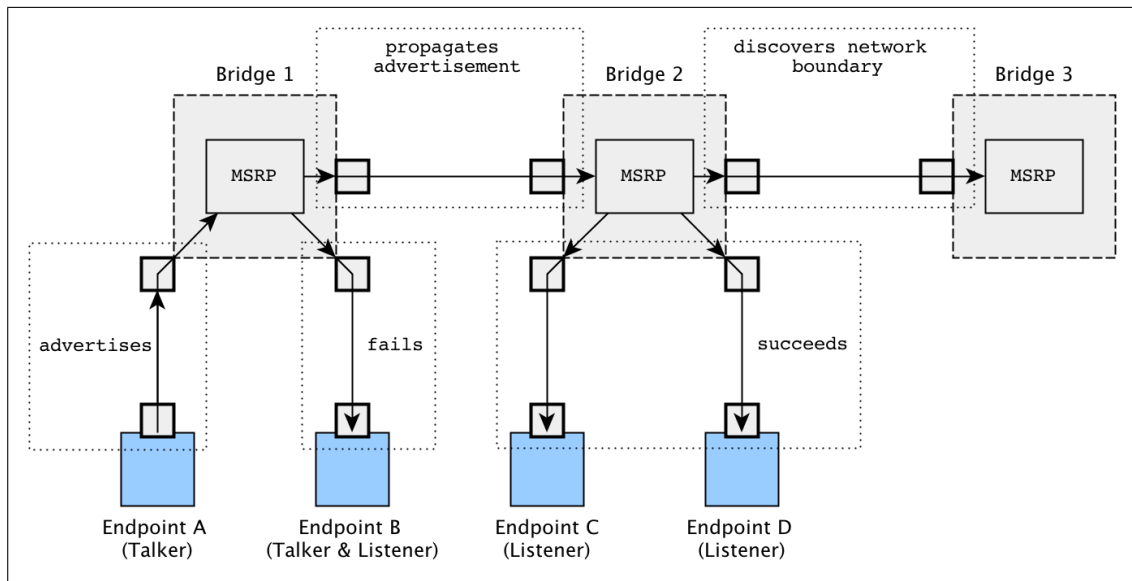 propagates
advertisement
discovers network
boundary
Bridge 1
Bridge 2
Bridge 3
MSRP
MSRP
MSRP
advertises
fails
succeeds
Endpoint A
(Talker)
Endpoint B
(Talker & Listener)
Endpoint C
(Listener)
Endpoint D
(Listener)